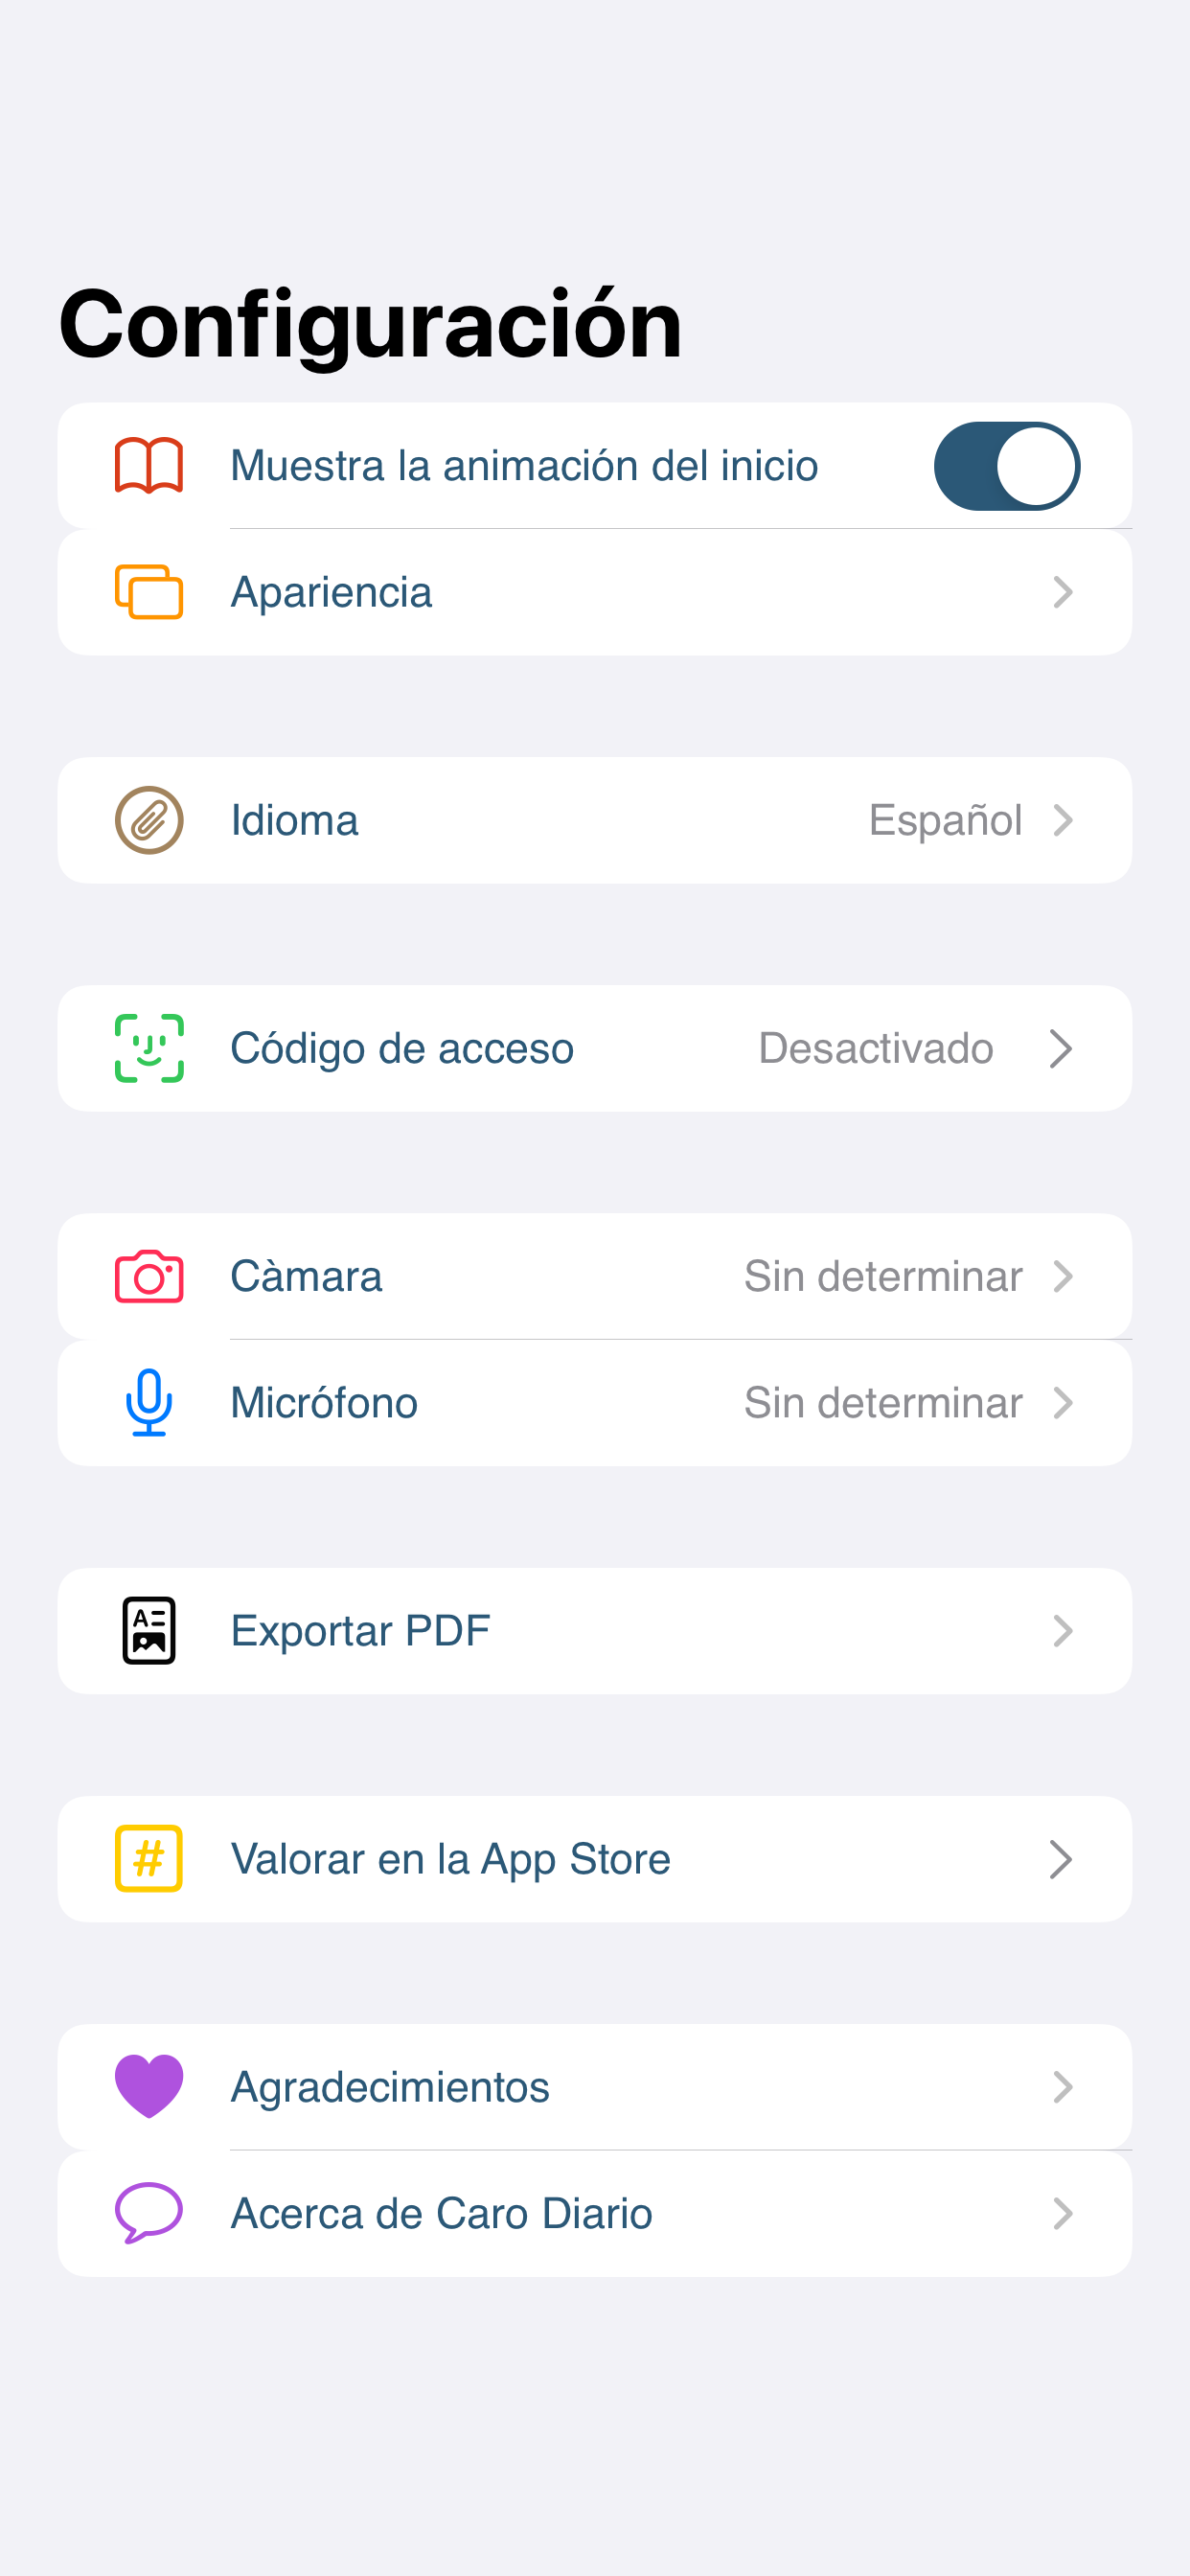 Configuración
Muestra la animación del inicio
Apariencia
Idioma Español
Código de acceso Desactivado
Càmara Sin determinar
Micrófono Sin determinar
A
Exportar PDF
#
Valorar en la App Store
Agradecimientos
Acerca de Caro Diario